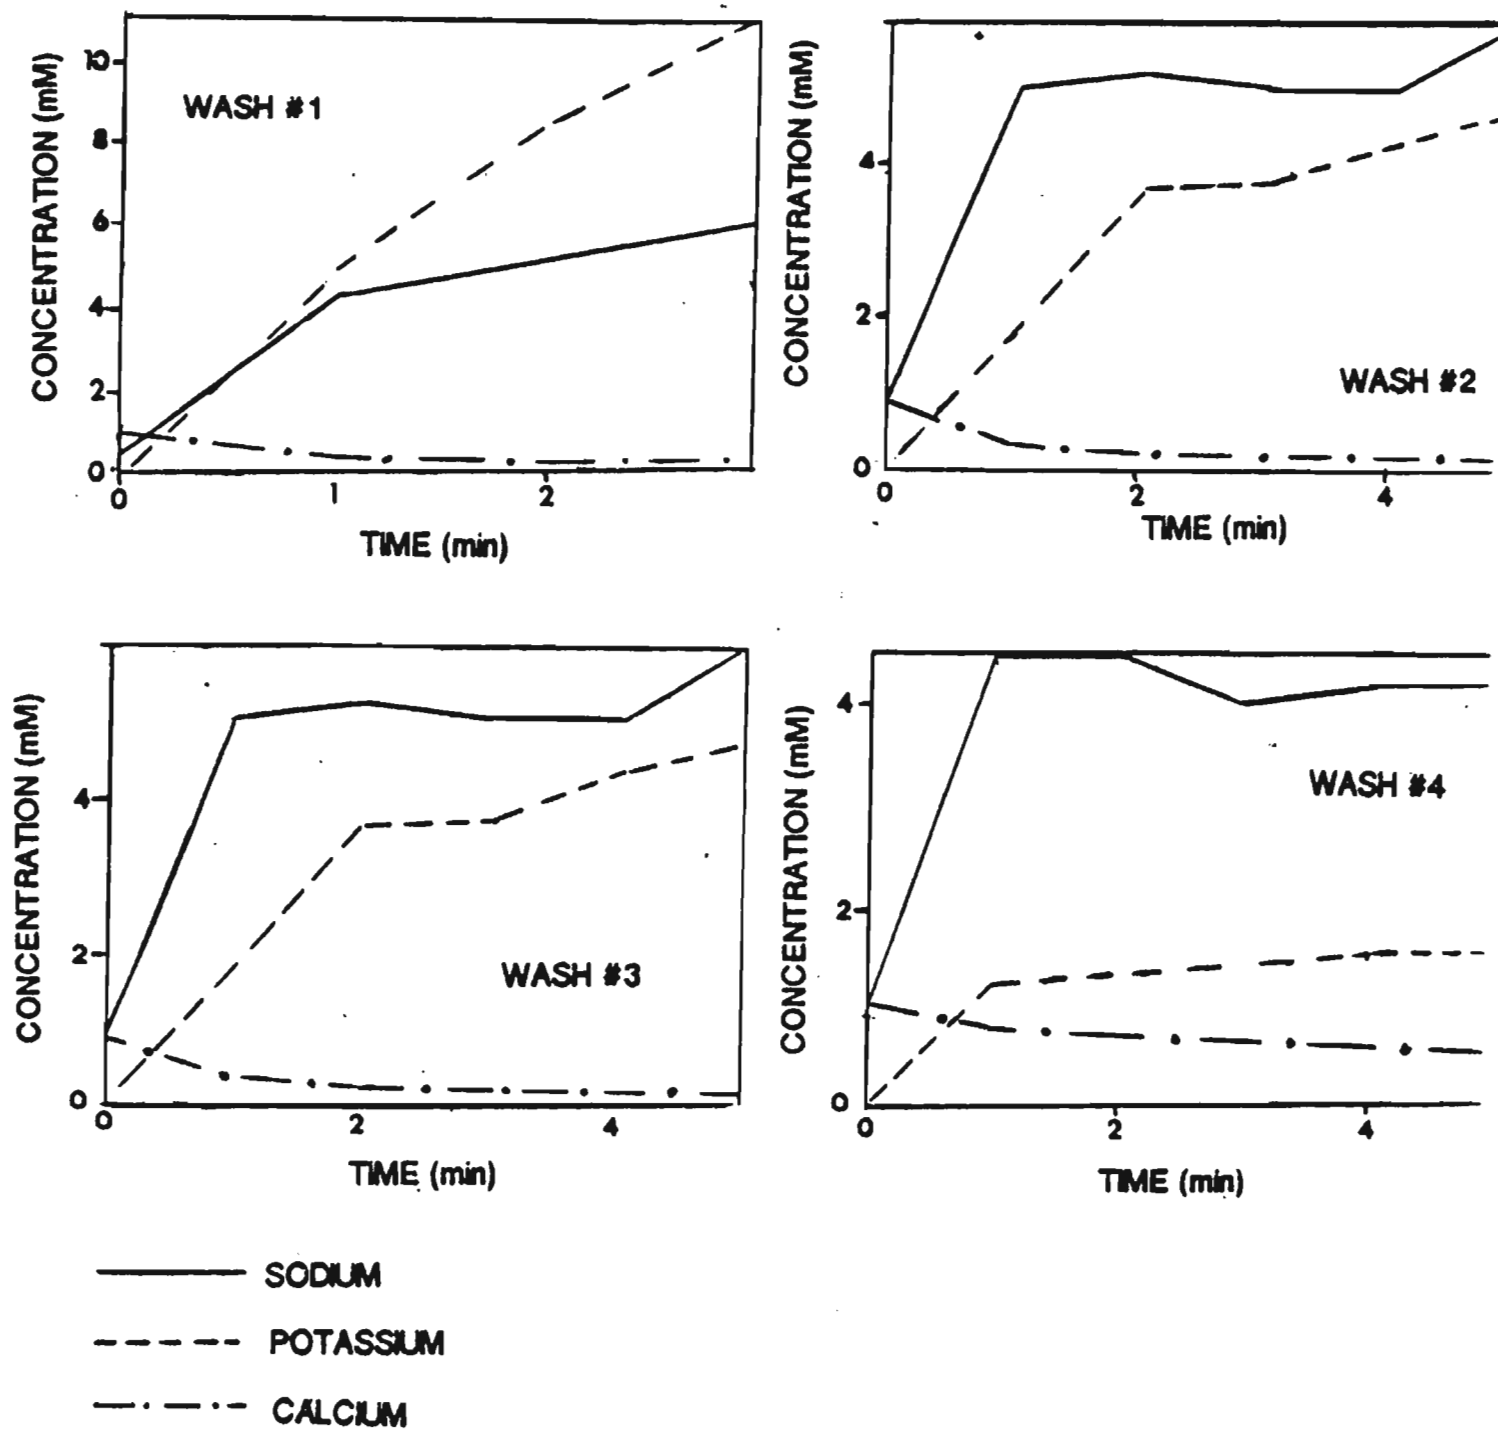 CONCENTRATION (mM)
10
8
6
4
2
0
WASH #1
0 1 2
TIME (min)
CONCENTRATION (mM)
4
2
0
WASH #2
0 2 4
TIME (min)
CONCENTRATION (mM)
4
2
0
WASH #3
0 2 4
TIME (min)
CONCENTRATION (mM)
4
2
0
WASH #4
0 2 4
TIME (min)
SODIUM
POTASSIUM
CALCIUM